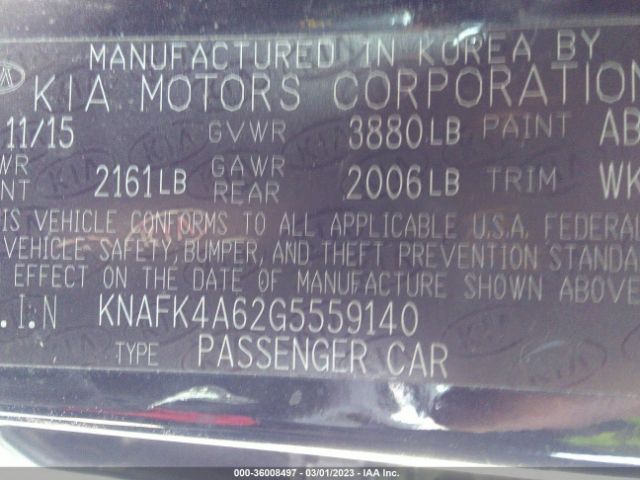 MANUFACTURED IN KOREA BY
KIA MOTORS CORPORATION
11/15 GVWR 3880LB PAINT AB
WR GAWR
NT 2161LB REAR 2006LB TRIM WK
IS VEHICLE CONFORMS TO ALL APPLICABLE U.S.A. FEDERAL
VEHICLE SAFETY, BUMPER, AND THEFT PREVENTION STANDA
EFFECT ON THE DATE OF MANUFACTURE SHOWN ABOVE
.I.N KNAFK4A62G5559140
TYPE PASSENGER CAR
000-36008497 - 03/01/2023 - IAA Inc.